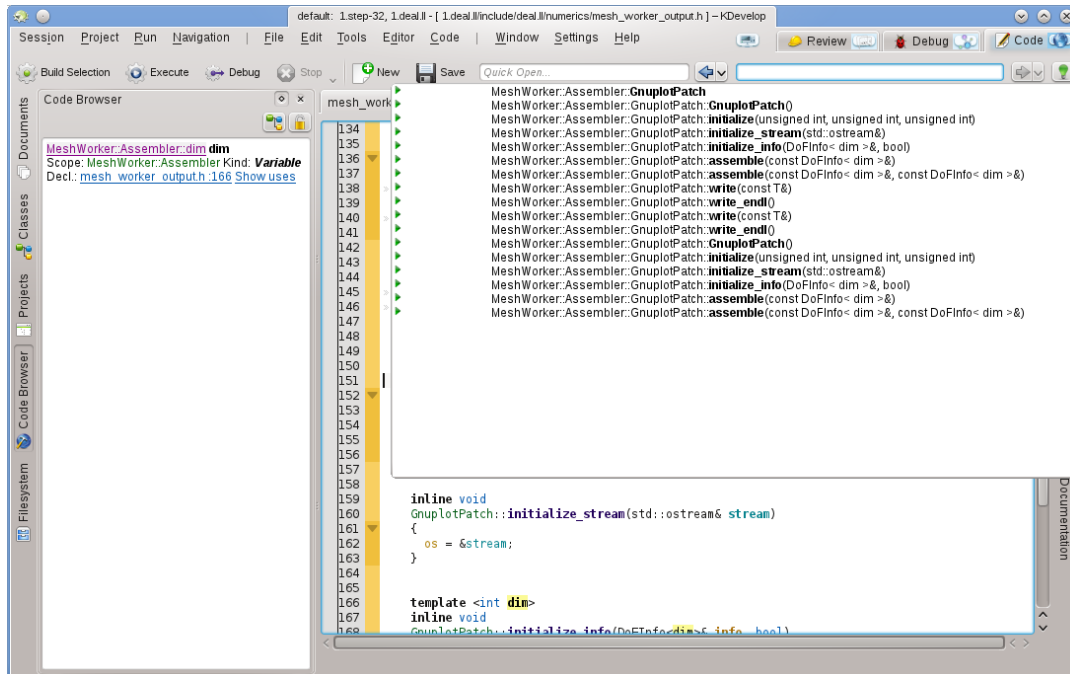 default: 1.step-32, 1.deal.II - [ 1.deal.II/include/deal.II/numerics/mesh_worker_output.h ] – KDevelop
Session Project Run Navigation | File Edit Tools Editor Code | Window Settings Help Review Debug Code
Build Selection Execute Debug Stop New Save Quick Open...
Code Browser
mesh_work
MeshWorker::Assembler::dim dim
Scope: MeshWorker::Assembler Kind: Variable
Decl.: mesh_worker_output.h :166 Show uses
Documents
Classes
Projects
Code Browser
Filesystem
MeshWorker::Assembler::GnuplotPatch
MeshWorker::Assembler::GnuplotPatch::GnuplotPatch()
MeshWorker::Assembler::GnuplotPatch::initialize(unsigned int, unsigned int, unsigned int)
MeshWorker::Assembler::GnuplotPatch::initialize_stream(std::ostream&)
MeshWorker::Assembler::GnuplotPatch::initialize_info(DoFInfo< dim >&, bool)
MeshWorker::Assembler::GnuplotPatch::assemble(const DoFInfo< dim >&)
MeshWorker::Assembler::GnuplotPatch::assemble(const DoFInfo< dim >&, const DoFInfo< dim >&)
MeshWorker::Assembler::GnuplotPatch::write(const T&)
MeshWorker::Assembler::GnuplotPatch::write_endl()
MeshWorker::Assembler::GnuplotPatch::write(const T&)
MeshWorker::Assembler::GnuplotPatch::write_endl()
MeshWorker::Assembler::GnuplotPatch::GnuplotPatch()
MeshWorker::Assembler::GnuplotPatch::initialize(unsigned int, unsigned int, unsigned int)
MeshWorker::Assembler::GnuplotPatch::initialize_stream(std::ostream&)
MeshWorker::Assembler::GnuplotPatch::initialize_info(DoFInfo< dim >&, bool)
MeshWorker::Assembler::GnuplotPatch::assemble(const DoFInfo< dim >&)
MeshWorker::Assembler::GnuplotPatch::assemble(const DoFInfo< dim >&, const DoFInfo< dim >&)
134
135
136
137
138
139
140
141
142
143
144
145
146
147
148
149
150
151
152
153
154
155
156
157
158
159 inline void
160 GnuplotPatch::initialize_stream(std::ostream& stream)
161 {
162 os = &stream;
163 }
164
165
166 template <int dim>
167 inline void
168 GnuplotPatch::initialize_info(DoFInfo<dim>& info, bool)
Documentation